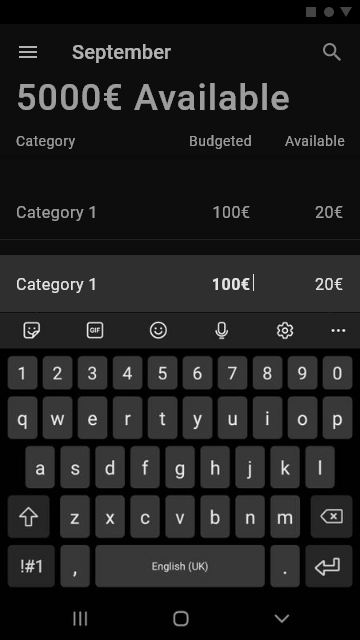 September
5000€ Available
Category Budgeted Available
Category 1 100€ 20€
Category 1 100€ 20€
GIF
1 2 3 4 5 6 7 8 9 0
q w e r t y u i o p
a s d f g h j k l
z x c v b n m
!#1 , English (UK) .